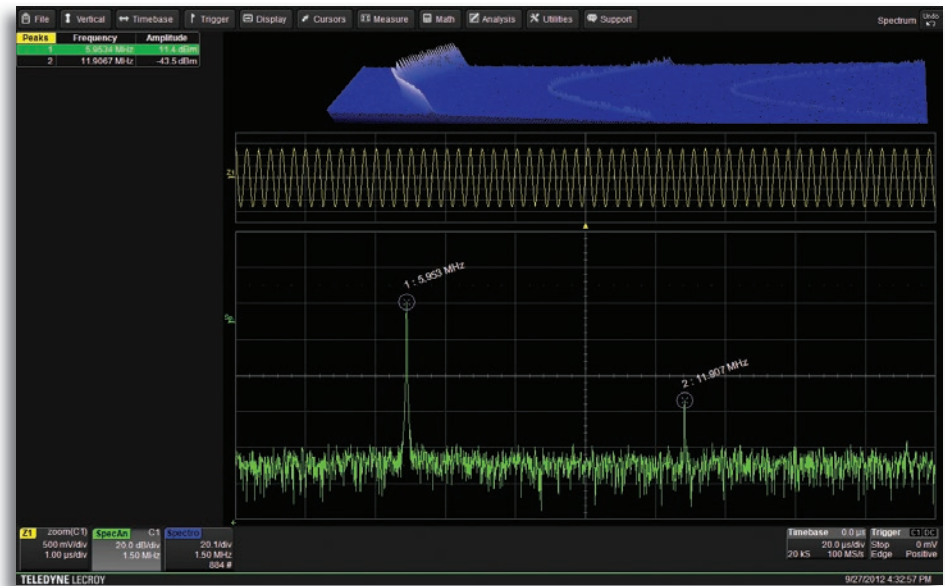 File Vertical Timebase Trigger Display Cursors Measure Math Analysis Utilities Support Spectrum Undo
Peaks Frequency Amplitude
1 5.9534 MHz 11.4 dBm
2 11.9067 MHz -43.5 dBm
Z1
1 : 5.953 MHz
Sp
2 : 11.907 MHz
Z1 zoom(C1)
500 mV/div
1.00 µs/div
SpecAn C1
20.0 dB/div
1.50 MHz
Spectro
20.1/div
1.50 MHz
884 #
Timebase 0.0 µs
20.0 µs/div
20 kS 100 MS/s
Trigger C1 DC
Stop 0 mV
Edge Positive
TELEDYNE LECROY 9/27/2012 4:32:57 PM